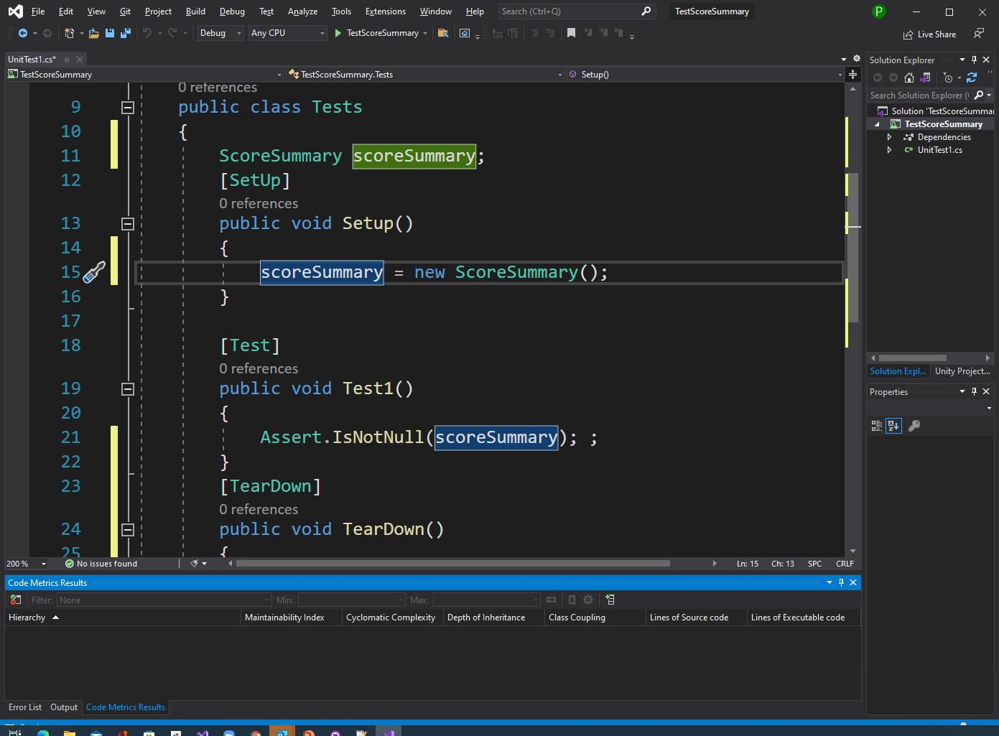 File Edit View Git Project Build Debug Test Analyze Tools Extensions Window Help Search (Ctrl+Q) TestScoreSummary P
Debug Any CPU TestScoreSummary Live Share
UnitTest1.cs*
TestScoreSummary TestScoreSummary.Tests Setup()
0 references
9 public class Tests
10 {
11 ScoreSummary scoreSummary;
12 [SetUp]
0 references
13 public void Setup()
14 {
15 scoreSummary = new ScoreSummary();
16 }
17
18 [Test]
0 references
19 public void Test1()
20 {
21 Assert.IsNotNull(scoreSummary); ;
22 }
23 [TearDown]
0 references
24 public void TearDown()
25 {
200 % No issues found Ln: 15 Ch: 13 SPC CRLF
Code Metrics Results
Filter: None Min: Max:
Hierarchy Maintainability Index Cyclomatic Complexity Depth of Inheritance Class Coupling Lines of Source code Lines of Executable code
Error List Output Code Metrics Results
Solution Explorer
Search Solution Explorer (
Solution 'TestScoreSummar
TestScoreSummary
Dependencies
C# UnitTest1.cs
Solution Expl... Unity Project...
Properties